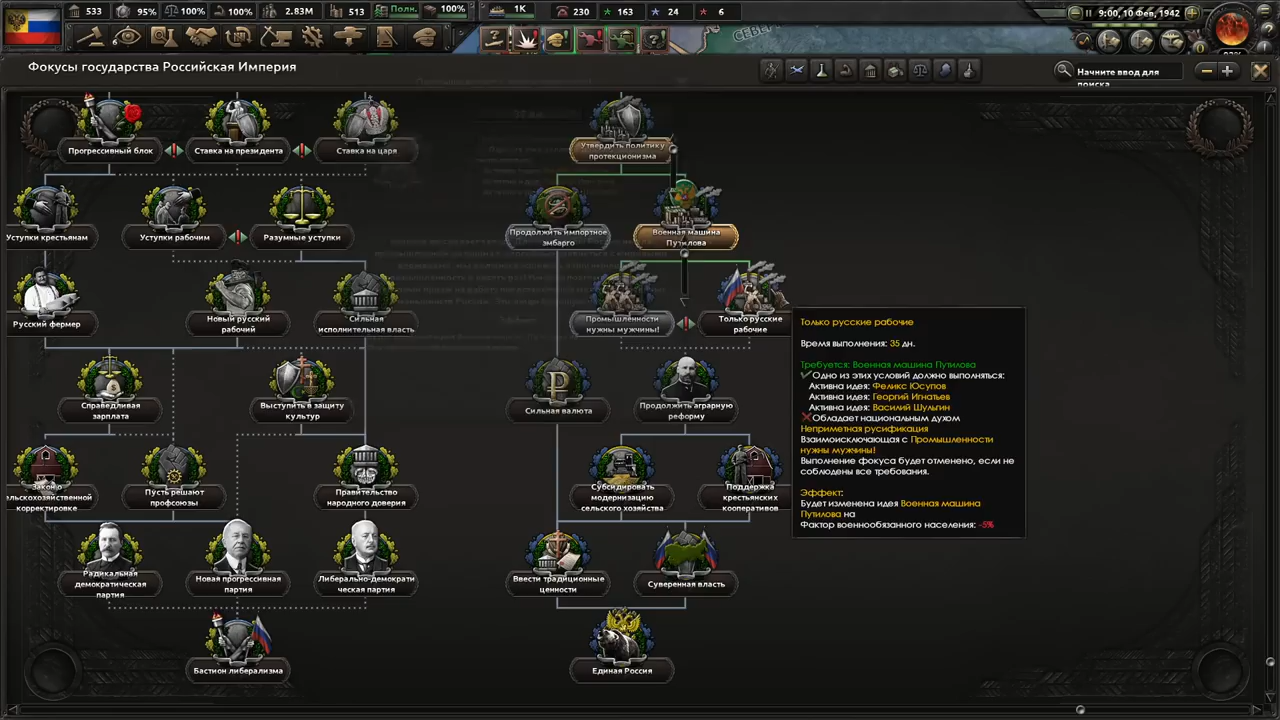 533
95%
100%
100%
2.83M
513
Полн.
100%
1K
230
163
24
6
9:00, 10 Фев, 1942
Фокусы государства Российская Империя
Начните ввод для
поиска
Прогрессивный блок
Ставка на президента
Ставка на царя
Утвердить политику
протекционизма
Уступки крестьянам
Уступки рабочим
Разумные уступки
Продолжить импортное
эмбарго
Военная машина
Путилова
Русский фермер
Новый русский
рабочий
Сильная
исполнительная власть
Промышленности
нужны мужчины!
Только русские
рабочие
Справедливая
зарплата
Выступить в защиту
культур
Сильная валюта
Продолжить аграрную
реформу
Закон о
ельскохозяйственной
корректировке
Пусть решают
профсоюзы
Правительство
народного доверия
Субсидировать
модернизацию
сельского хозяйства
Поддержка
крестьянских
кооперативов
Радикальная
демократическая
партия
Новая прогрессивная
партия
Либерально-демократи
ческая партия
Ввести традиционные
ценности
Суверенная власть
Бастион либерализма
Единая Россия
Только русские рабочие
Время выполнения: 35 дн.
Требуется: Военная машина Путилова
Одно из этих условий должно выполняться:
Активна идея: Феликс Юсупов
Активна идея: Георгий Игнатьев
Активна идея: Василий Шульгин
Обладает национальным духом
Неприметная русификация
Взаимоисключающая с Промышленности
нужны мужчины!
Выполнение фокуса будет отменено, если не
соблюдены все требования.
Эффект:
Будет изменена идея Военная машина
Путилова на
Фактор военнообязанного населения: -5%